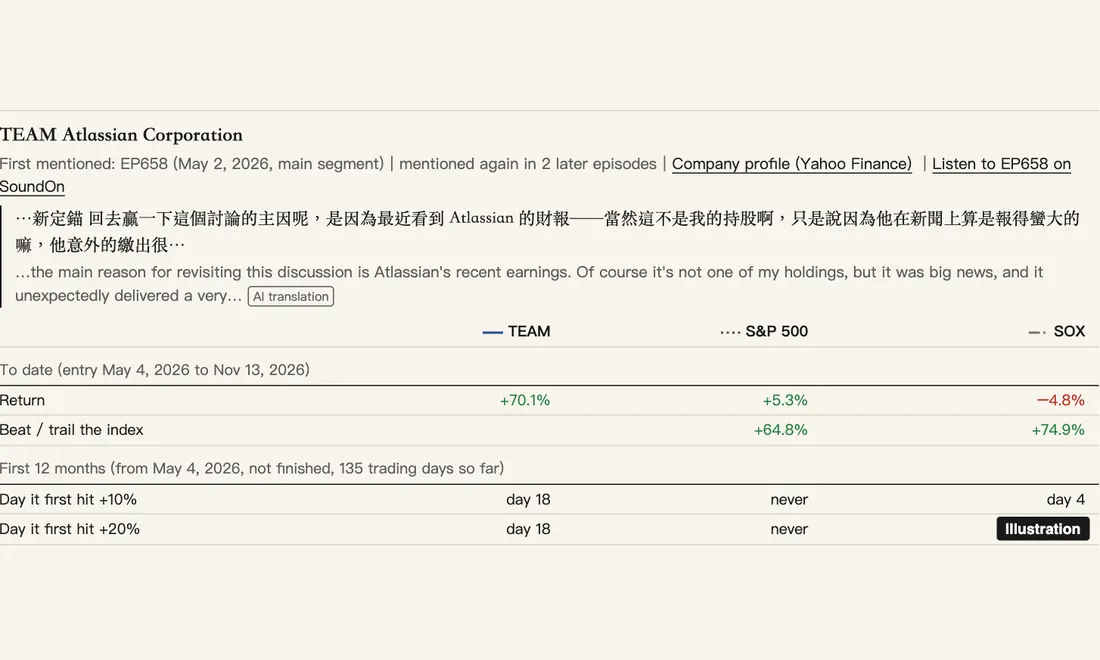 TEAM Atlassian Corporation
First mentioned: EP658 (May 2, 2026, main segment) | mentioned again in 2 later episodes | Company profile (Yahoo Finance) | Listen to EP658 on
SoundOn
…新定錨 回去贏一下這個討論的主因呢，是因為最近看到 Atlassian 的財報——當然這不是我的持股啊，只是說因為他在新聞上算是報得蠻大的
嘛，他意外的繳出很…
…the main reason for revisiting this discussion is Atlassian's recent earnings. Of course it's not one of my holdings, but it was big news, and it
unexpectedly delivered a very… AI translation
TEAM S&P 500 SOX
To date (entry May 4, 2026 to Nov 13, 2026)
Return +70.1% +5.3% −4.8%
Beat / trail the index +64.8% +74.9%
First 12 months (from May 4, 2026, not finished, 135 trading days so far)
Day it first hit +10% day 18 never day 4
Day it first hit +20% day 18 never Illustration